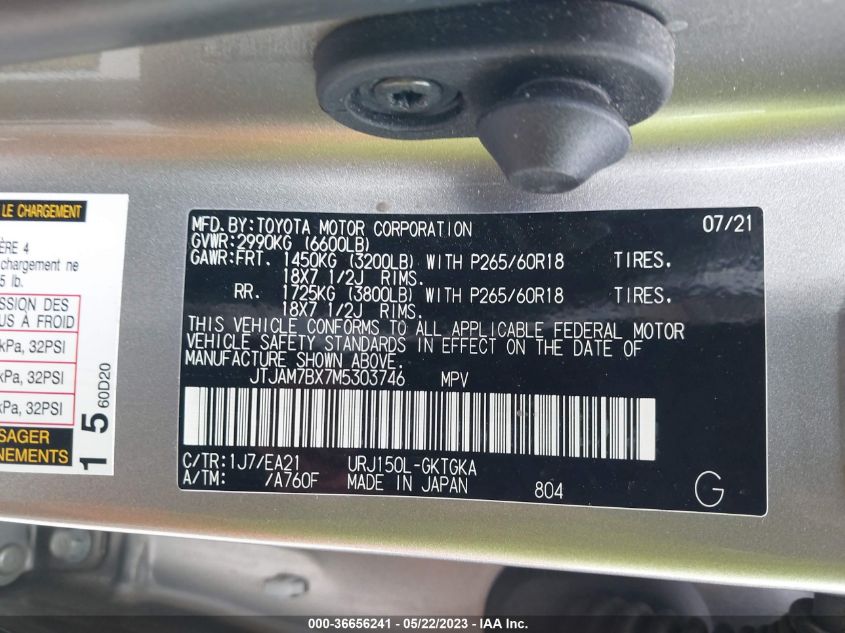 LE CHARGEMENT
ÈRE 4
chargement ne
5 lb.
SSION DES
US À FROID
kPa, 32PSI
kPa, 32PSI
kPa, 32PSI
SAGER
NEMENTS
1 5 60D20
MFD. BY: TOYOTA MOTOR CORPORATION 07/21
GVWR: 2990KG (6600LB)
GAWR: FRT. 1450KG (3200LB) WITH P265/60R18 TIRES.
18X7 1/2J RIMS.
RR. 1725KG (3800LB) WITH P265/60R18 TIRES.
18X7 1/2J RIMS.
THIS VEHICLE CONFORMS TO ALL APPLICABLE FEDERAL MOTOR
VEHICLE SAFETY STANDARDS IN EFFECT ON THE DATE OF
MANUFACTURE SHOWN ABOVE.
JTJAM7BX7M5303746 MPV
C/TR: 1J7/EA21 URJ150L-GKTGKA
A/TM: /A760F MADE IN JAPAN 804 G
000-36656241 - 05/22/2023 - IAA Inc.